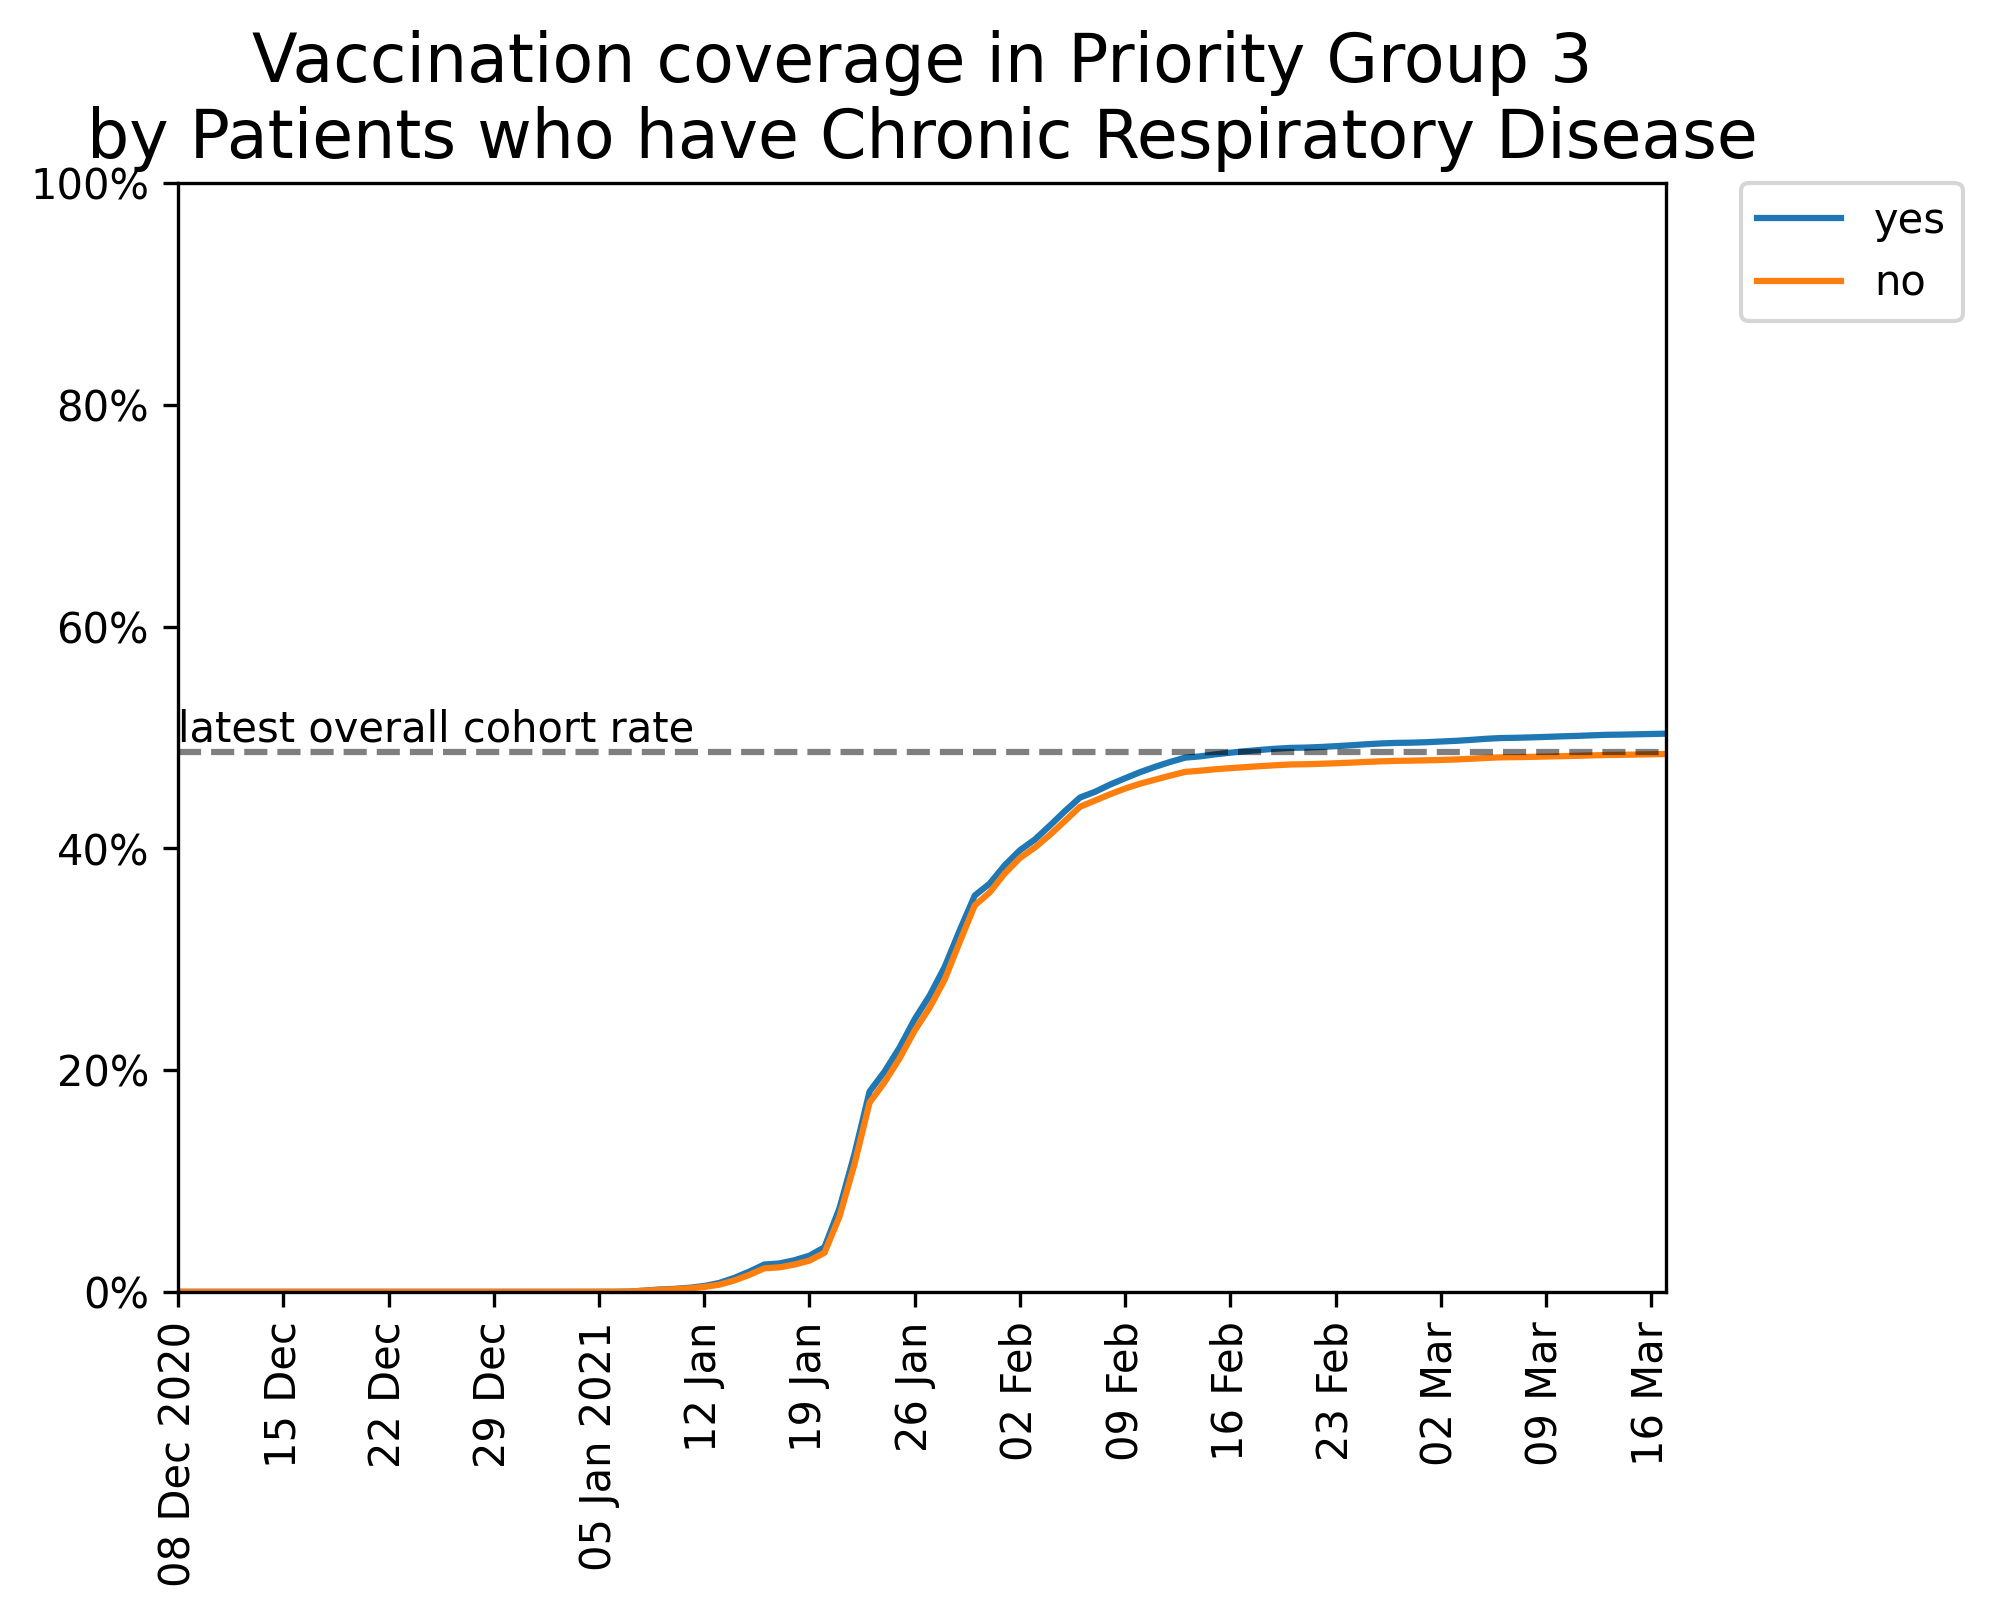 Vaccination coverage in Priority Group 3
by Patients who have Chronic Respiratory Disease
100%
80%
60%
40%
20%
0%
latest overall cohort rate
yes
no
08 Dec 2020
15 Dec
22 Dec
29 Dec
05 Jan 2021
12 Jan
19 Jan
26 Jan
02 Feb
09 Feb
16 Feb
23 Feb
02 Mar
09 Mar
16 Mar